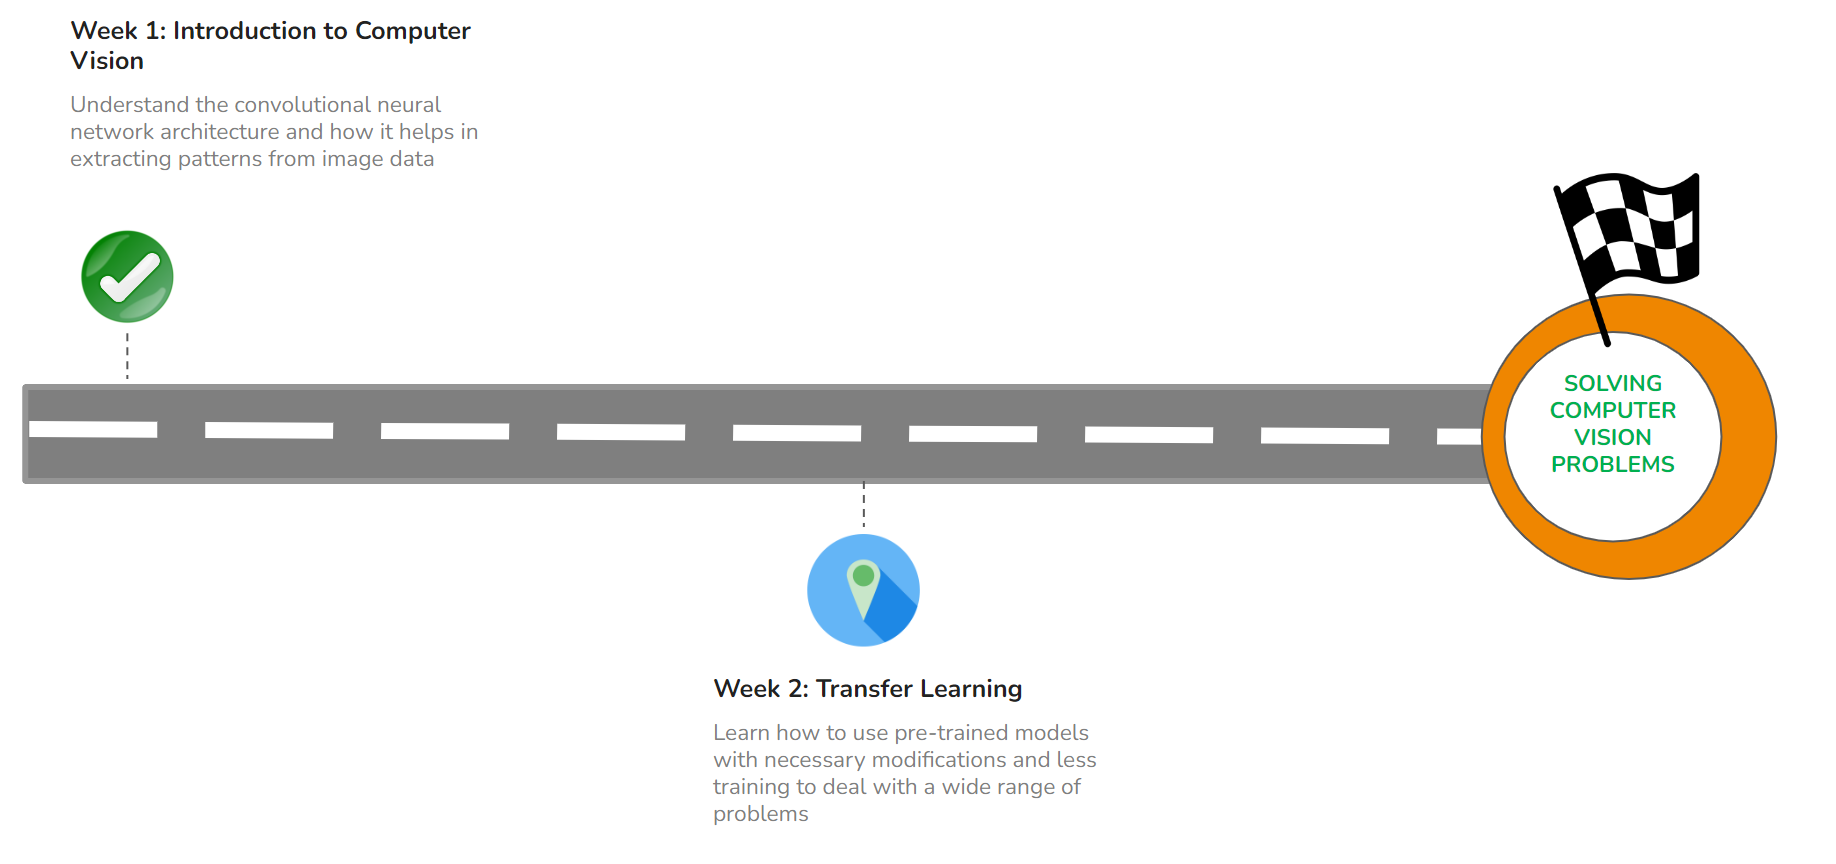 Week 1: Introduction to Computer
Vision
Understand the convolutional neural
network architecture and how it helps in
extracting patterns from image data
SOLVING
COMPUTER
VISION
PROBLEMS
Week 2: Transfer Learning
Learn how to use pre-trained models
with necessary modifications and less
training to deal with a wide range of
problems